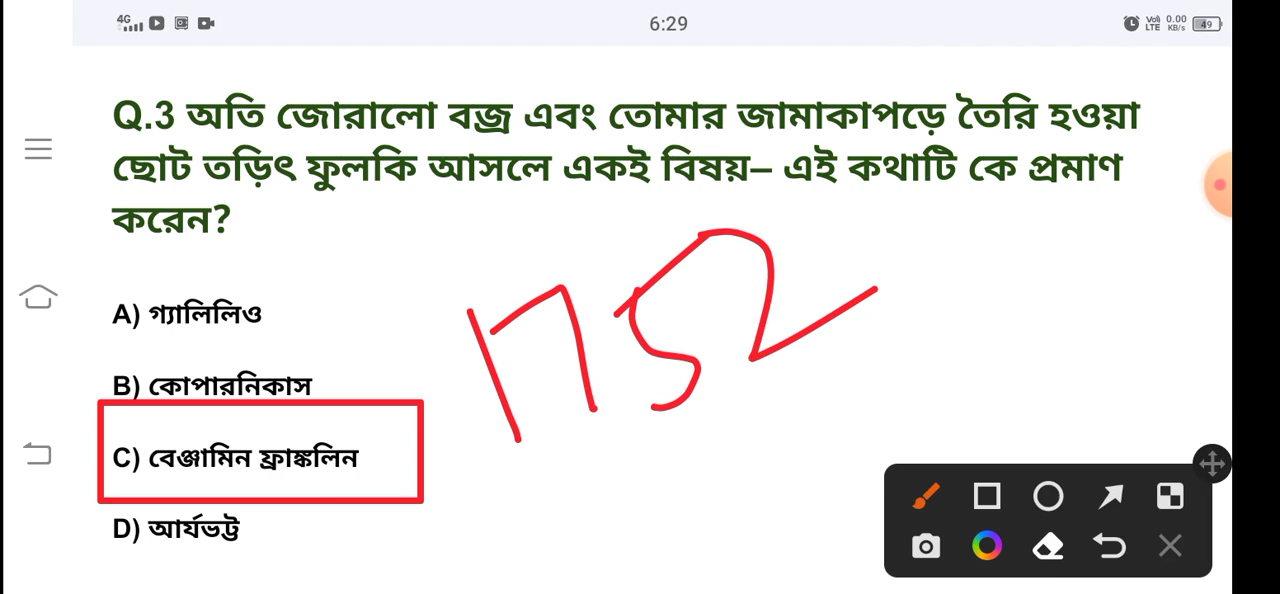 4G 6:29 Vo) LTE 0.00 KB/s 49
Q.3 অতি জোরালো বজ্র এবং তোমার জামাকাপড়ে তৈরি হওয়া
ছোট তড়িৎ ফুলকি আসলে একই বিষয়– এই কথাটি কে প্রমাণ
করেন?
1752
A) গ্যালিলিও
B) কোপারনিকাস
C) বেঞ্জামিন ফ্রাঙ্কলিন
D) আর্যভট্ট